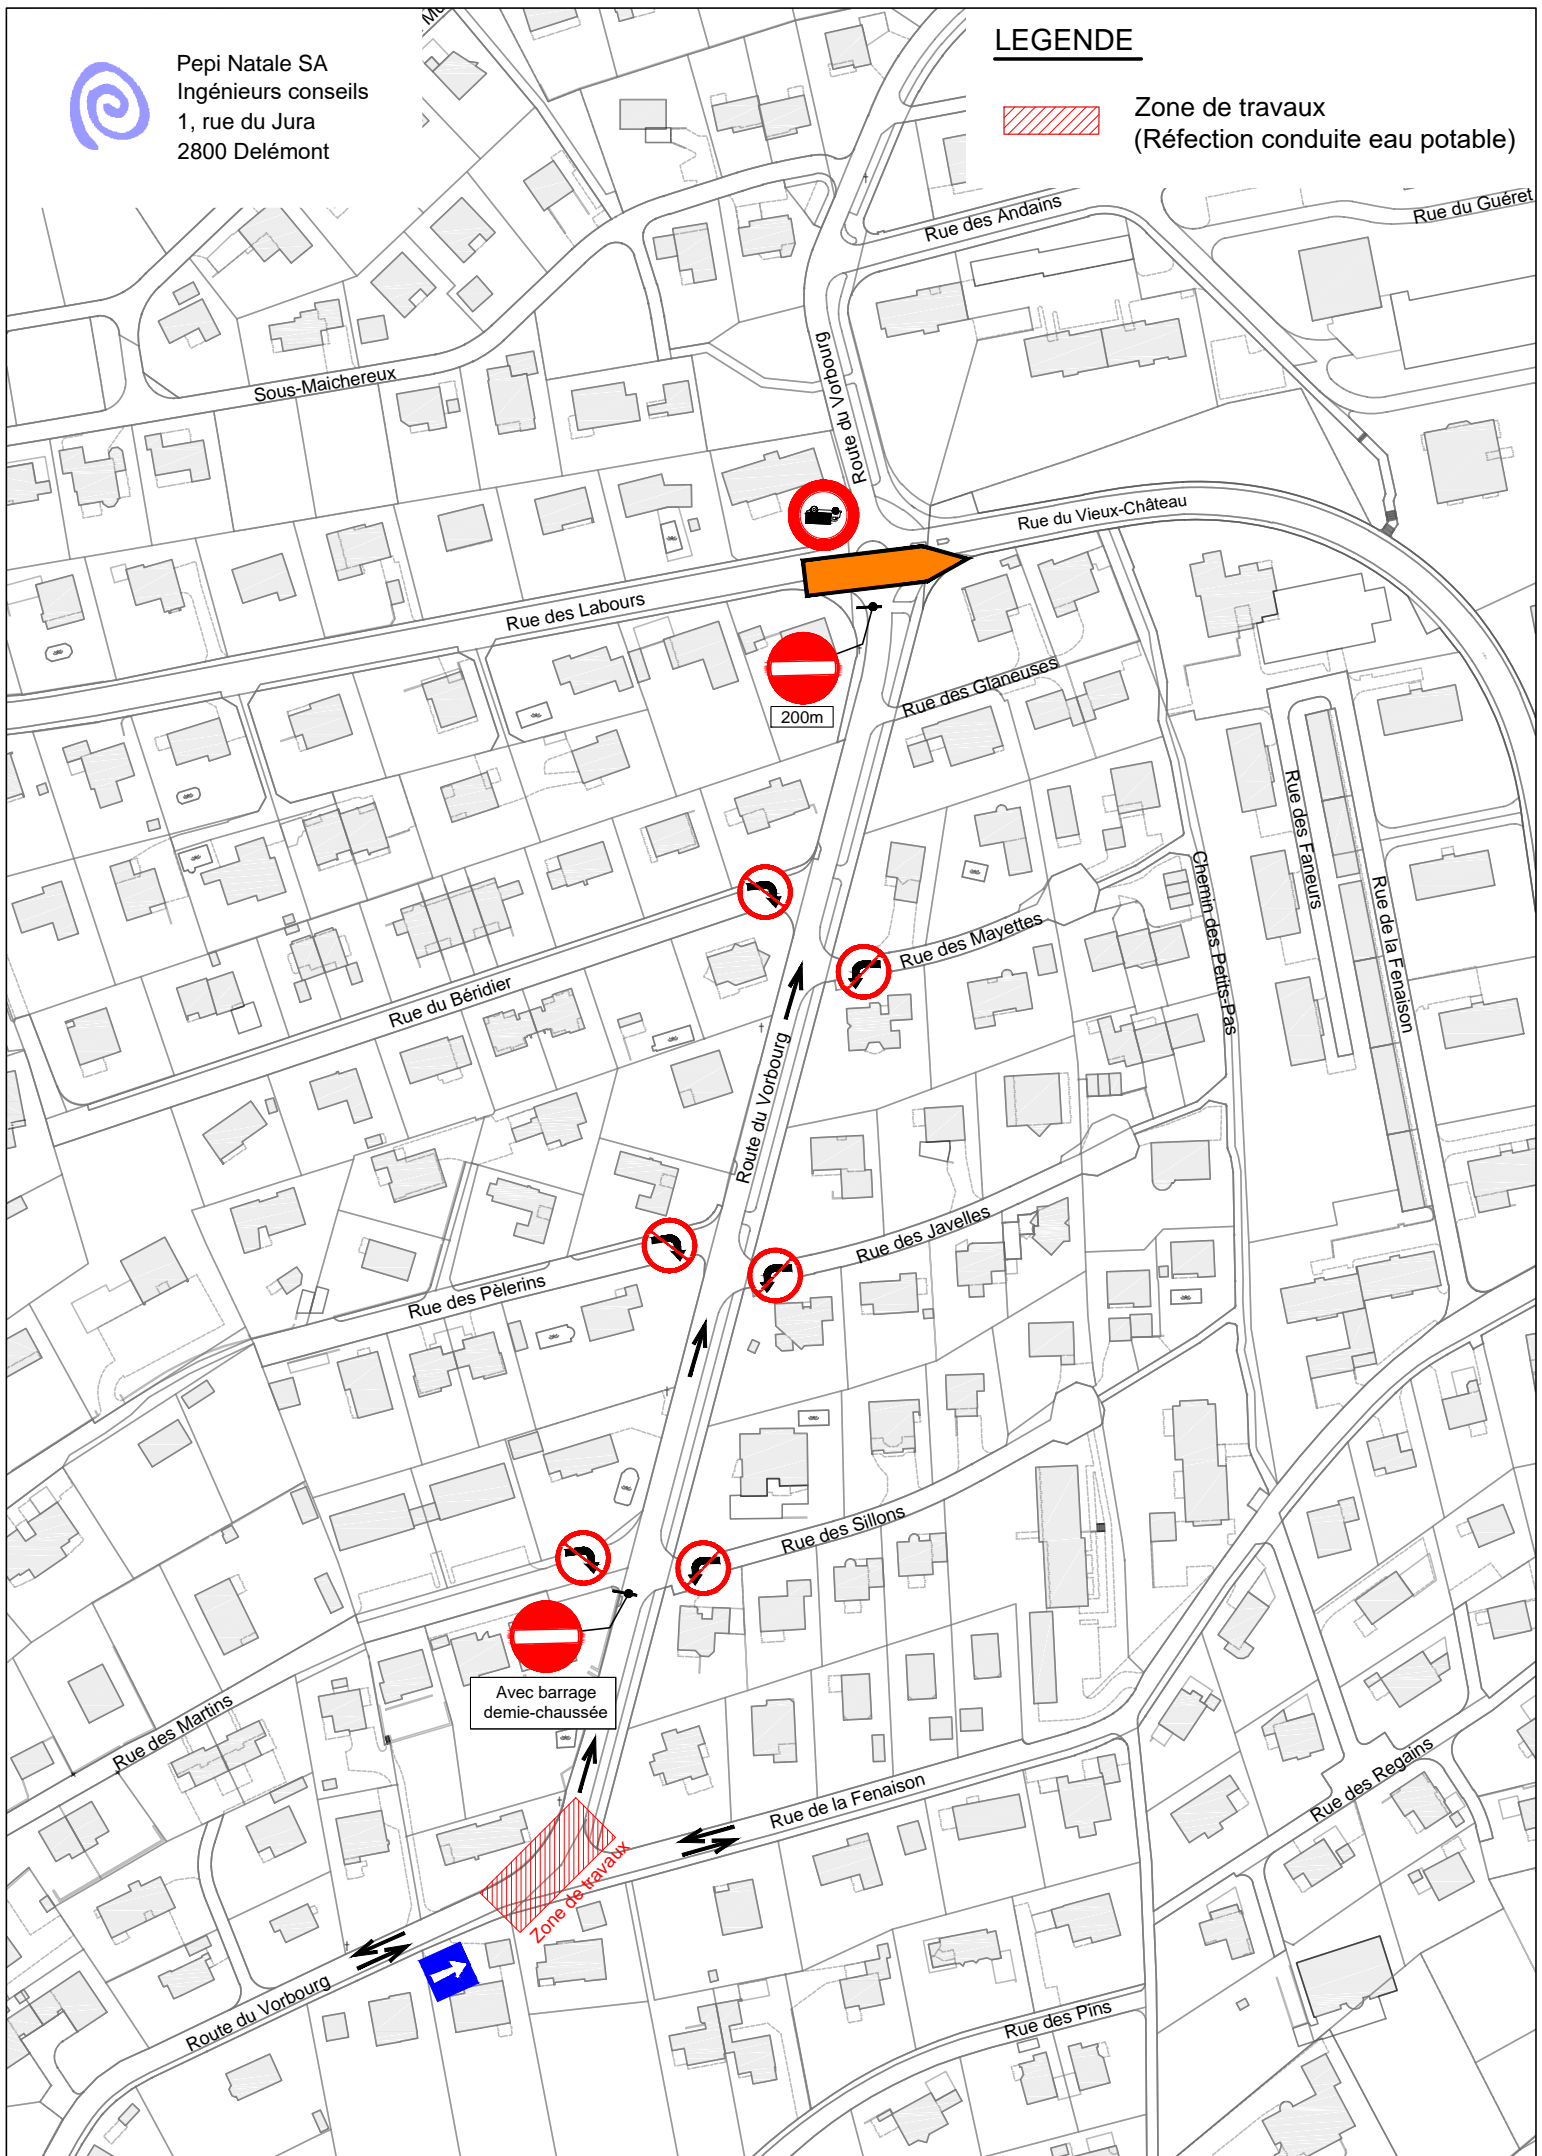 Pepi Natale SA
Ingénieurs conseils
1, rue du Jura
2800 Delémont
LEGENDE
Zone de travaux
(Réfection conduite eau potable)
Rue des Andains
Rue du Guéret
Sous-Maichereux
Route du Vorbourg
Rue du Vieux-Château
Rue des Labours
Rue des Glaneuses
200m
Rue des Faneurs
Rue de la Fenaison
Chemin des Petits-Pas
Rue des Mayettes
Rue du Béridier
Route du Vorbourg
Rue des Javelles
Rue des Pèlerins
Rue des Sillons
Avec barrage
demie-chaussée
Rue des Martins
Rue de la Fenaison
Rue des Regains
Zone de travaux
Route du Vorbourg
Rue des Pins